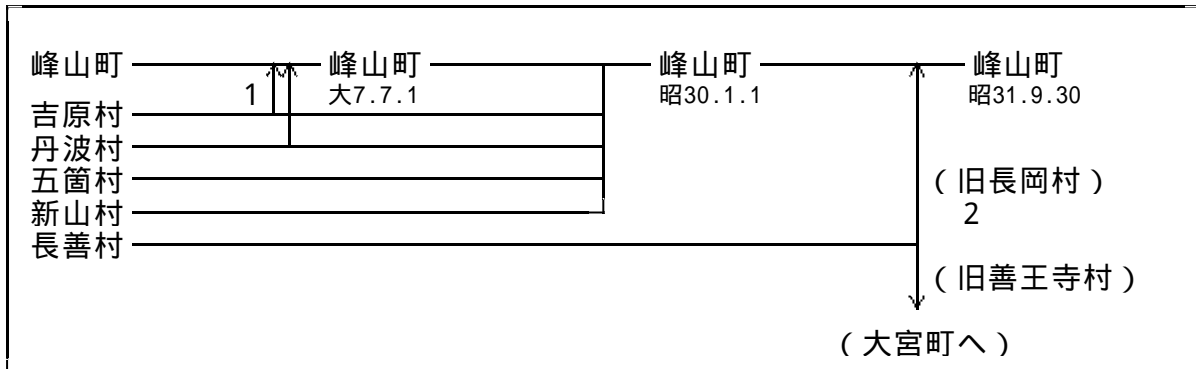 峰山町 峰山町 峰山町 峰山町
大7.7.1 昭30.1.1 昭31.9.30
1
吉原村
丹波村
五箇村 (旧長岡村)
新山村 2
長善村
(旧善王寺村)
(大宮町へ)